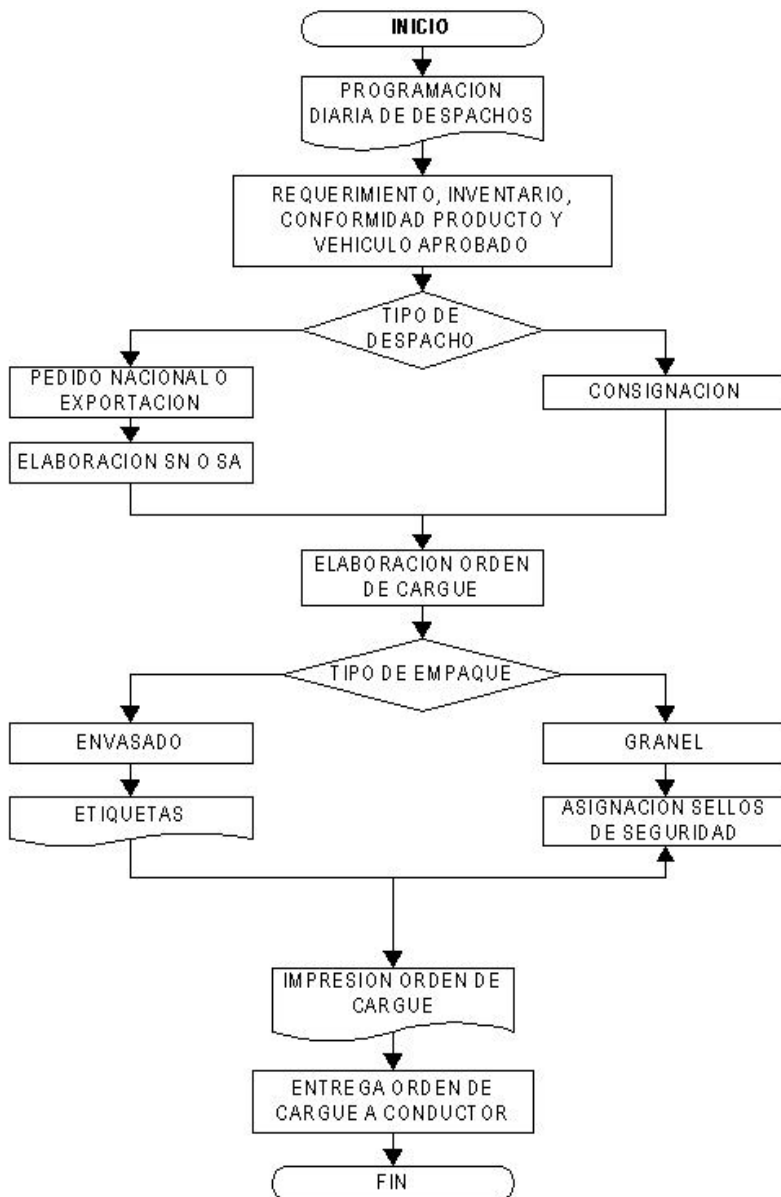 INICIO
PROGRAMACION
DIARIA DE DESPACHOS
REQUERIMIENTO, INVENTARIO,
CONFORMIDAD PRODUCTO Y
VEHICULO APROBADO
TIPO DE
DESPACHO
PEDIDO NACIONAL O
EXPORTACION
CONSIGNACION
ELABORACION SN O SA
ELABORACION ORDEN
DE CARGUE
TIPO DE EMPAQUE
ENVASADO
GRANEL
ETIQUETAS
ASIGNACION SELLOS
DE SEGURIDAD
IMPRESION ORDEN DE
CARGUE
ENTREGA ORDEN DE
CARGUE A CONDUCTOR
FIN